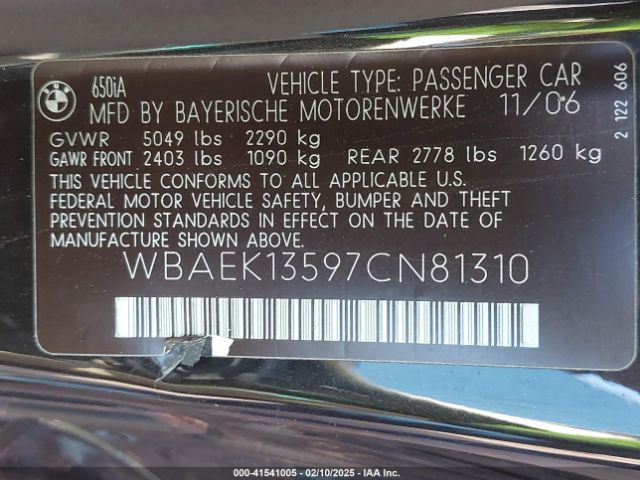 BMW
650iA VEHICLE TYPE: PASSENGER CAR
MFD BY BAYERISCHE MOTORENWERKE 11/06
GVWR 5049 lbs 2290 kg
GAWR FRONT 2403 lbs 1090 kg REAR 2778 lbs 1260 kg
THIS VEHICLE CONFORMS TO ALL APPLICABLE U.S.
FEDERAL MOTOR VEHICLE SAFETY, BUMPER AND THEFT
PREVENTION STANDARDS IN EFFECT ON THE DATE OF
MANUFACTURE SHOWN ABOVE.
WBAEK13597CN81310
2 122 606
000-41541005 - 02/10/2025 - IAA Inc.